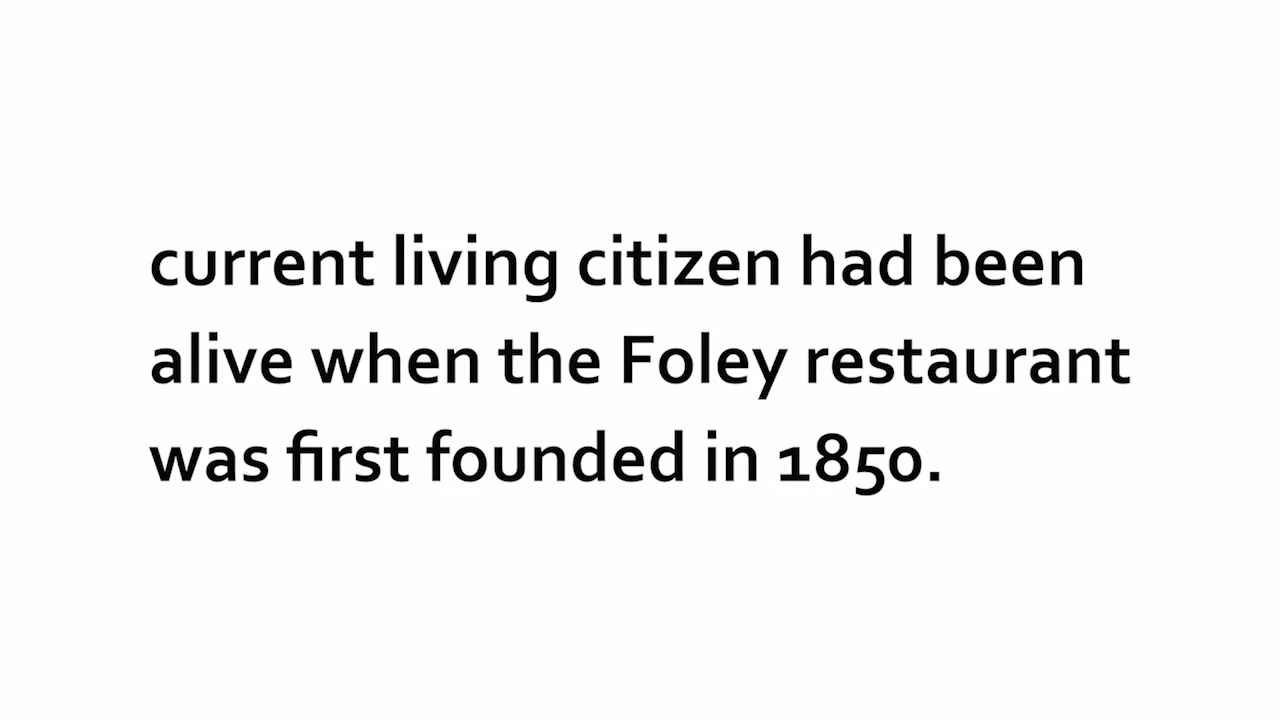 current living citizen had been
alive when the Foley restaurant
was first founded in 1850.